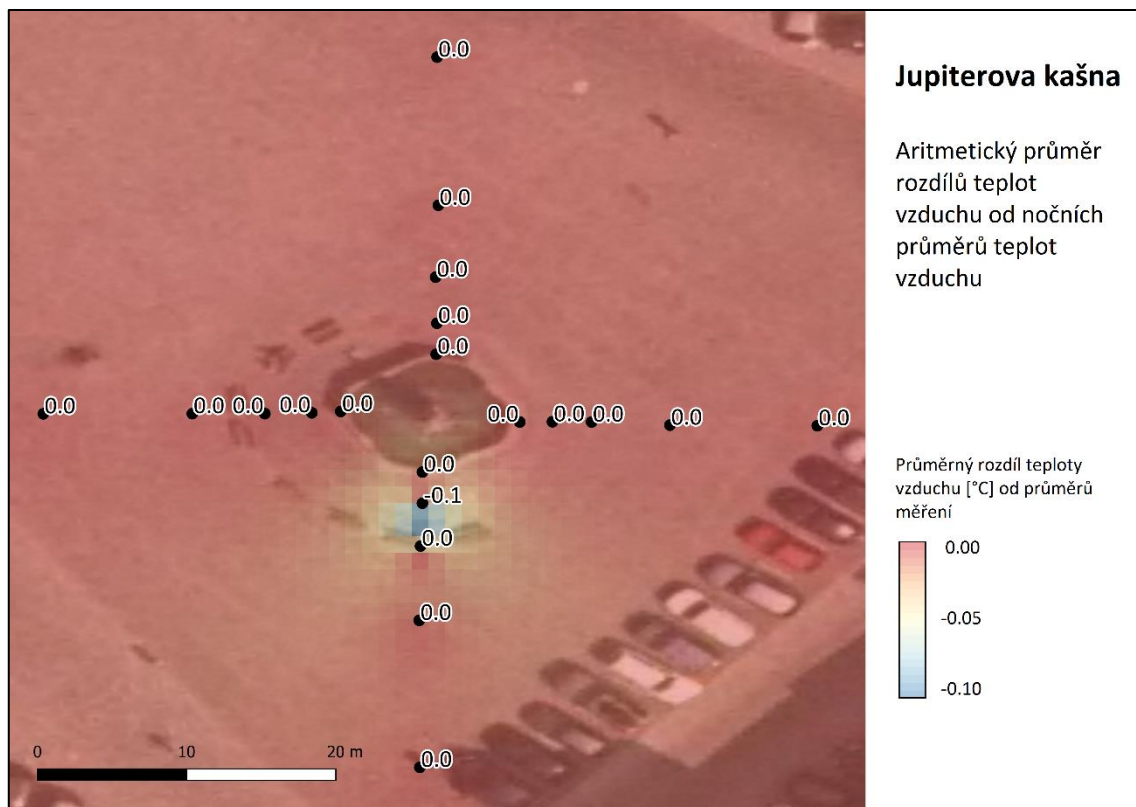 0.0
0.0
0.0
0.0
0.0
0.0 0.0 0.0 0.0 0.0 0.0 0.0 0.0 0.0 0.0
0.0
-0.1
0.0
0.0
0.0
0 10 20 m
Jupiterova kašna
Aritmetický průměr
rozdílů teplot
vzduchu od nočních
průměrů teplot
vzduchu
Průměrný rozdíl teploty
vzduchu [°C] od průměrů
měření
0.00
-0.05
-0.10